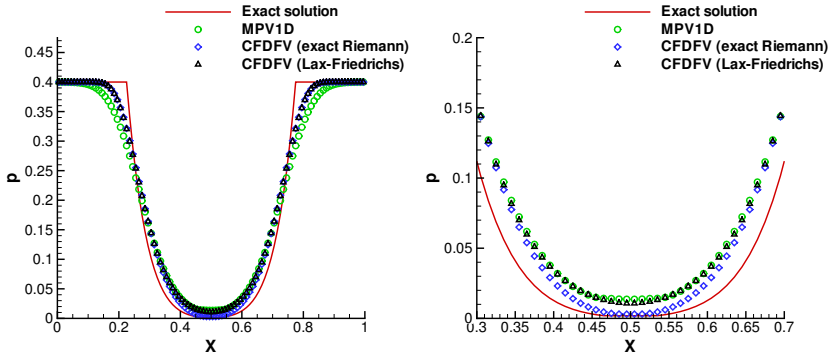 Exact solution
MPV1D
CFDFV (exact Riemann)
CFDFV (Lax-Friedrichs)
p
0.45
0.4
0.35
0.3
0.25
0.2
0.15
0.1
0.05
0
0 0.2 0.4 0.6 0.8 1
X
Exact solution
MPV1D
CFDFV (exact Riemann)
CFDFV (Lax-Friedrichs)
p
0.2
0.15
0.1
0.05
0
0.3 0.35 0.4 0.45 0.5 0.55 0.6 0.65 0.7
X